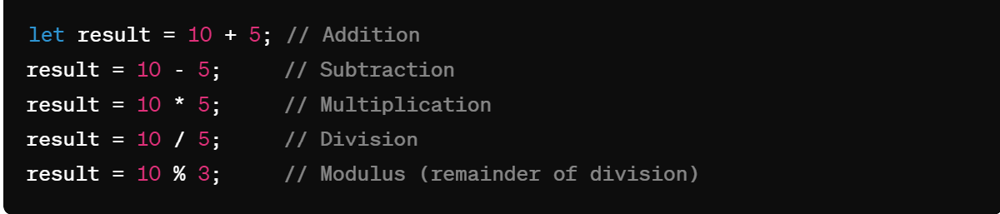 let result = 10 + 5; // Addition
result = 10 - 5;     // Subtraction
result = 10 * 5;     // Multiplication
result = 10 / 5;     // Division
result = 10 % 3;     // Modulus (remainder of division)